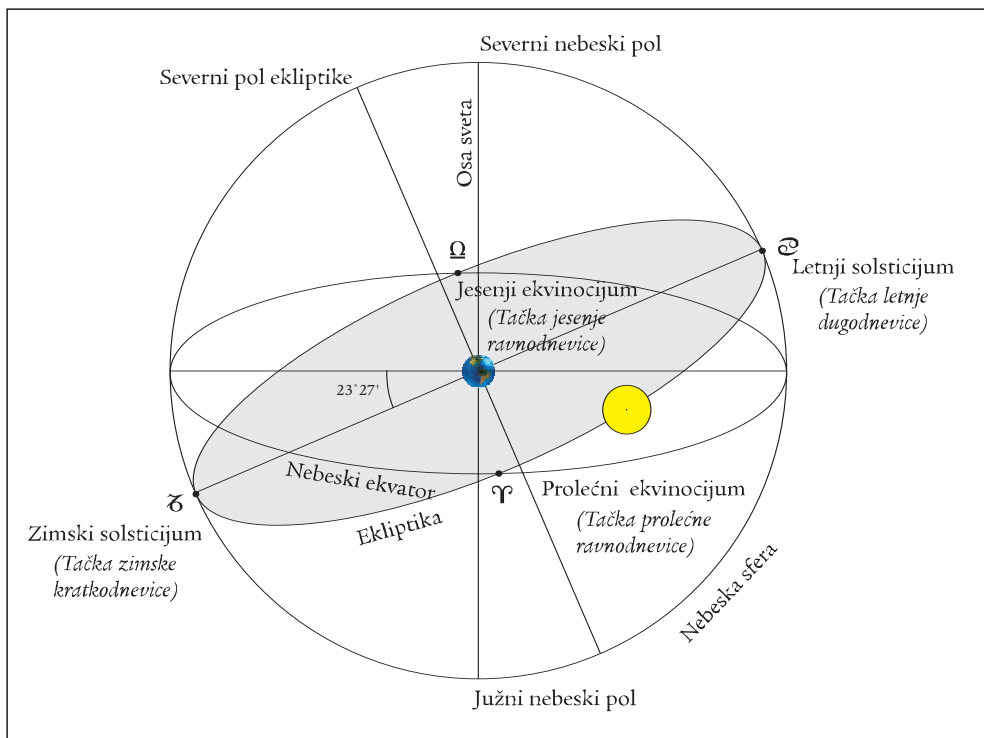 Severni nebeski pol
Severni pol ekliptike
Osa sveta
♎
♋
Letnji solsticijum
(Tačka letnje
dugodnevice)
Jesenji ekvinocijum
(Tačka jesenje
ravnodnevice)
23°27'
Nebeski ekvator
Ekliptika
♈
Prolećni ekvinocijum
(Tačka prolećne
ravnodnevice)
♑
Zimski solsticijum
(Tačka zimske
kratkodnevice)
Nebeska sfera
Južni nebeski pol